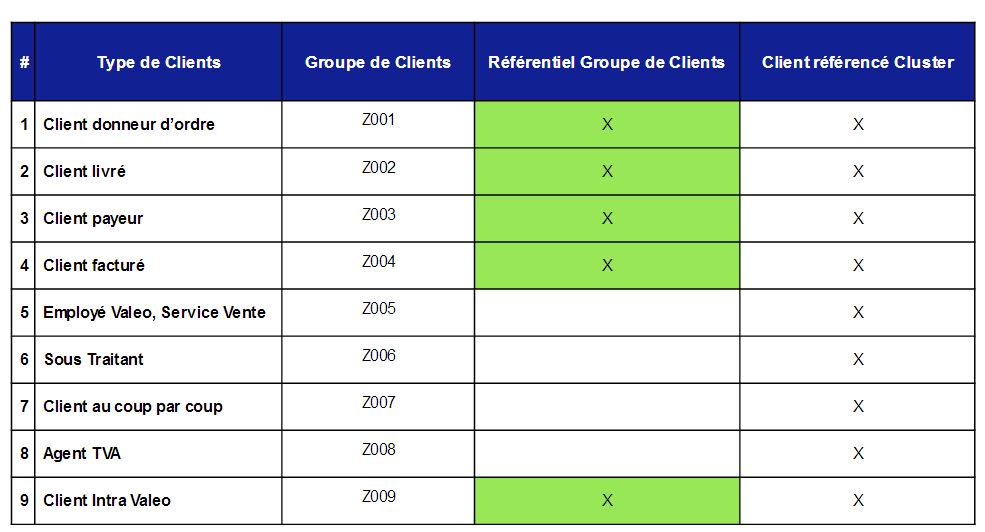 # Type de Clients Groupe de Clients Référentiel Groupe de Clients Client référencé Cluster
1 Client donneur d’ordre Z001 X X
2 Client livré Z002 X X
3 Client payeur Z003 X X
4 Client facturé Z004 X X
5 Employé Valeo, Service Vente Z005 X
6 Sous Traitant Z006 X
7 Client au coup par coup Z007 X
8 Agent TVA Z008 X
9 Client Intra Valeo Z009 X X